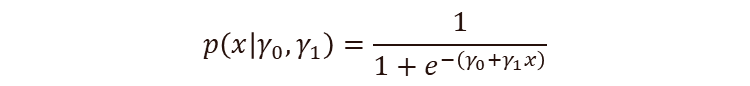 p(x|γ₀, γ₁) = 1 / (1 + e^{−(γ₀+γ₁x)})